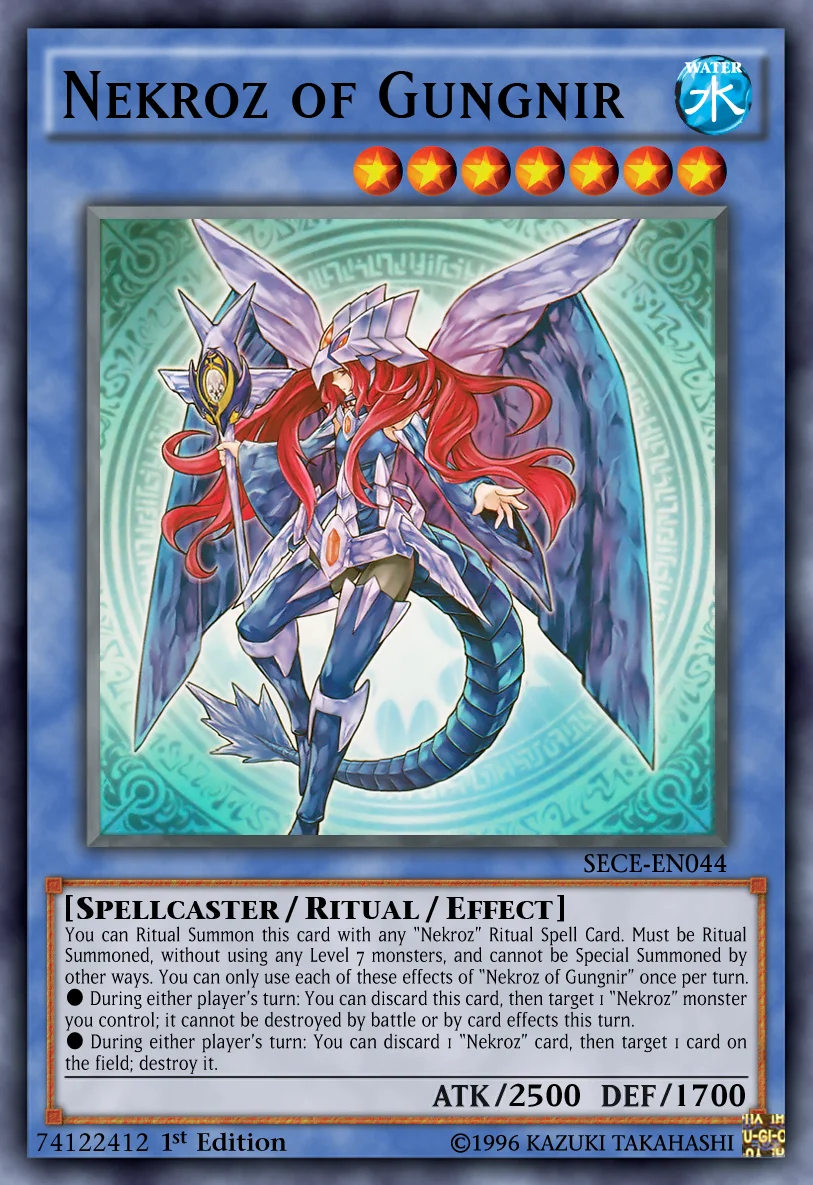 Nekroz of Gungnir
WATER
水
SECE-EN044
[Spellcaster / Ritual / Effect]
You can Ritual Summon this card with any "Nekroz" Ritual Spell Card. Must be Ritual
Summoned, without using any Level 7 monsters, and cannot be Special Summoned by
other ways. You can only use each of these effects of "Nekroz of Gungnir" once per turn.
● During either player's turn: You can discard this card, then target 1 "Nekroz" monster
you control; it cannot be destroyed by battle or by card effects this turn.
● During either player's turn: You can discard 1 "Nekroz" card, then target 1 card on
the field; destroy it.
ATK/2500 DEF/1700
74122412 1st Edition
©1996 KAZUKI TAKAHASHI